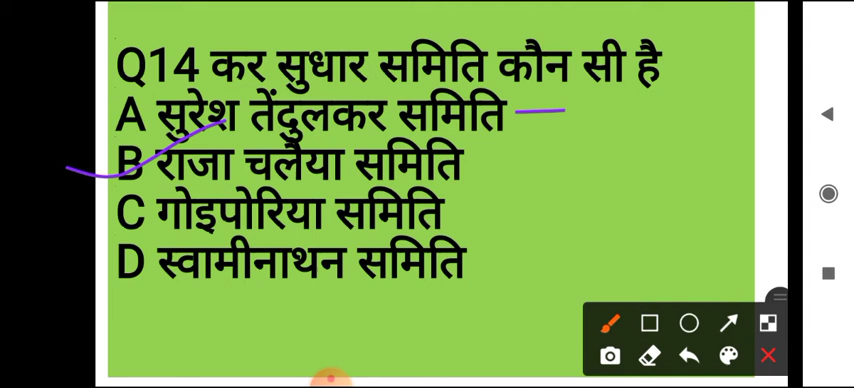 Q14 कर सुधार समिति कौन सी है
A सुरेश तेंदुलकर समिति
B राजा चलैया समिति
C गोइपोरिया समिति
D स्वामीनाथन समिति